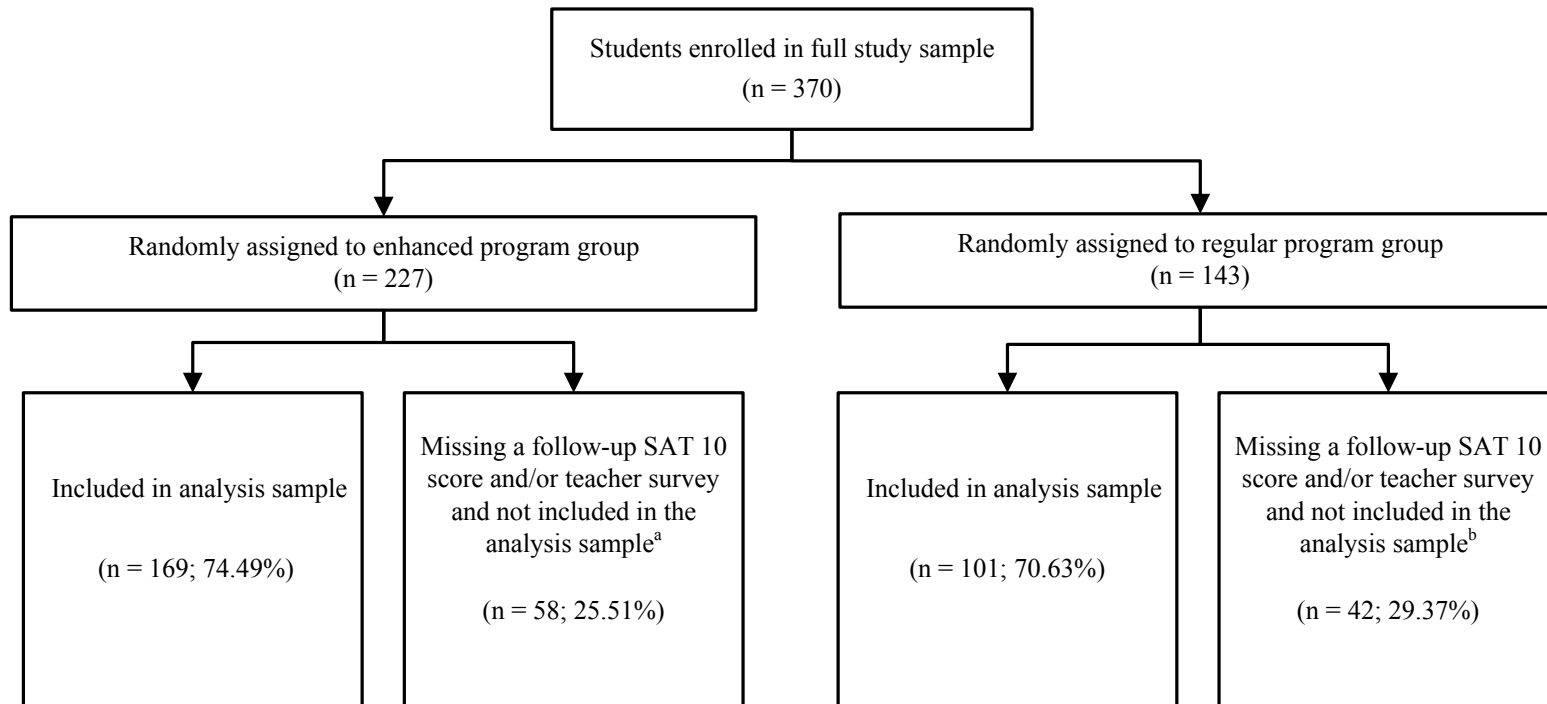 Students enrolled in full study sample
(n = 370)
Randomly assigned to enhanced program group
(n = 227)
Randomly assigned to regular program group
(n = 143)
Included in analysis sample
(n = 169; 74.49%)
Missing a follow-up SAT 10
score and/or teacher survey
and not included in the
analysis sampleᵃ
(n = 58; 25.51%)
Included in analysis sample
(n = 101; 70.63%)
Missing a follow-up SAT 10
score and/or teacher survey
and not included in the
analysis sampleᵇ
(n = 42; 29.37%)